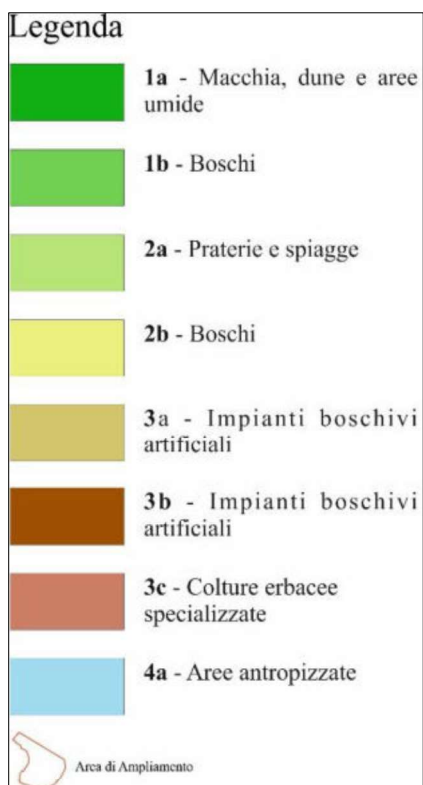 Legenda
1a - Macchia, dune e aree
umide
1b - Boschi
2a - Praterie e spiagge
2b - Boschi
3a - Impianti boschivi
artificiali
3b - Impianti boschivi
artificiali
3c - Colture erbacee
specializzate
4a - Aree antropizzate
Area di Ampliamento